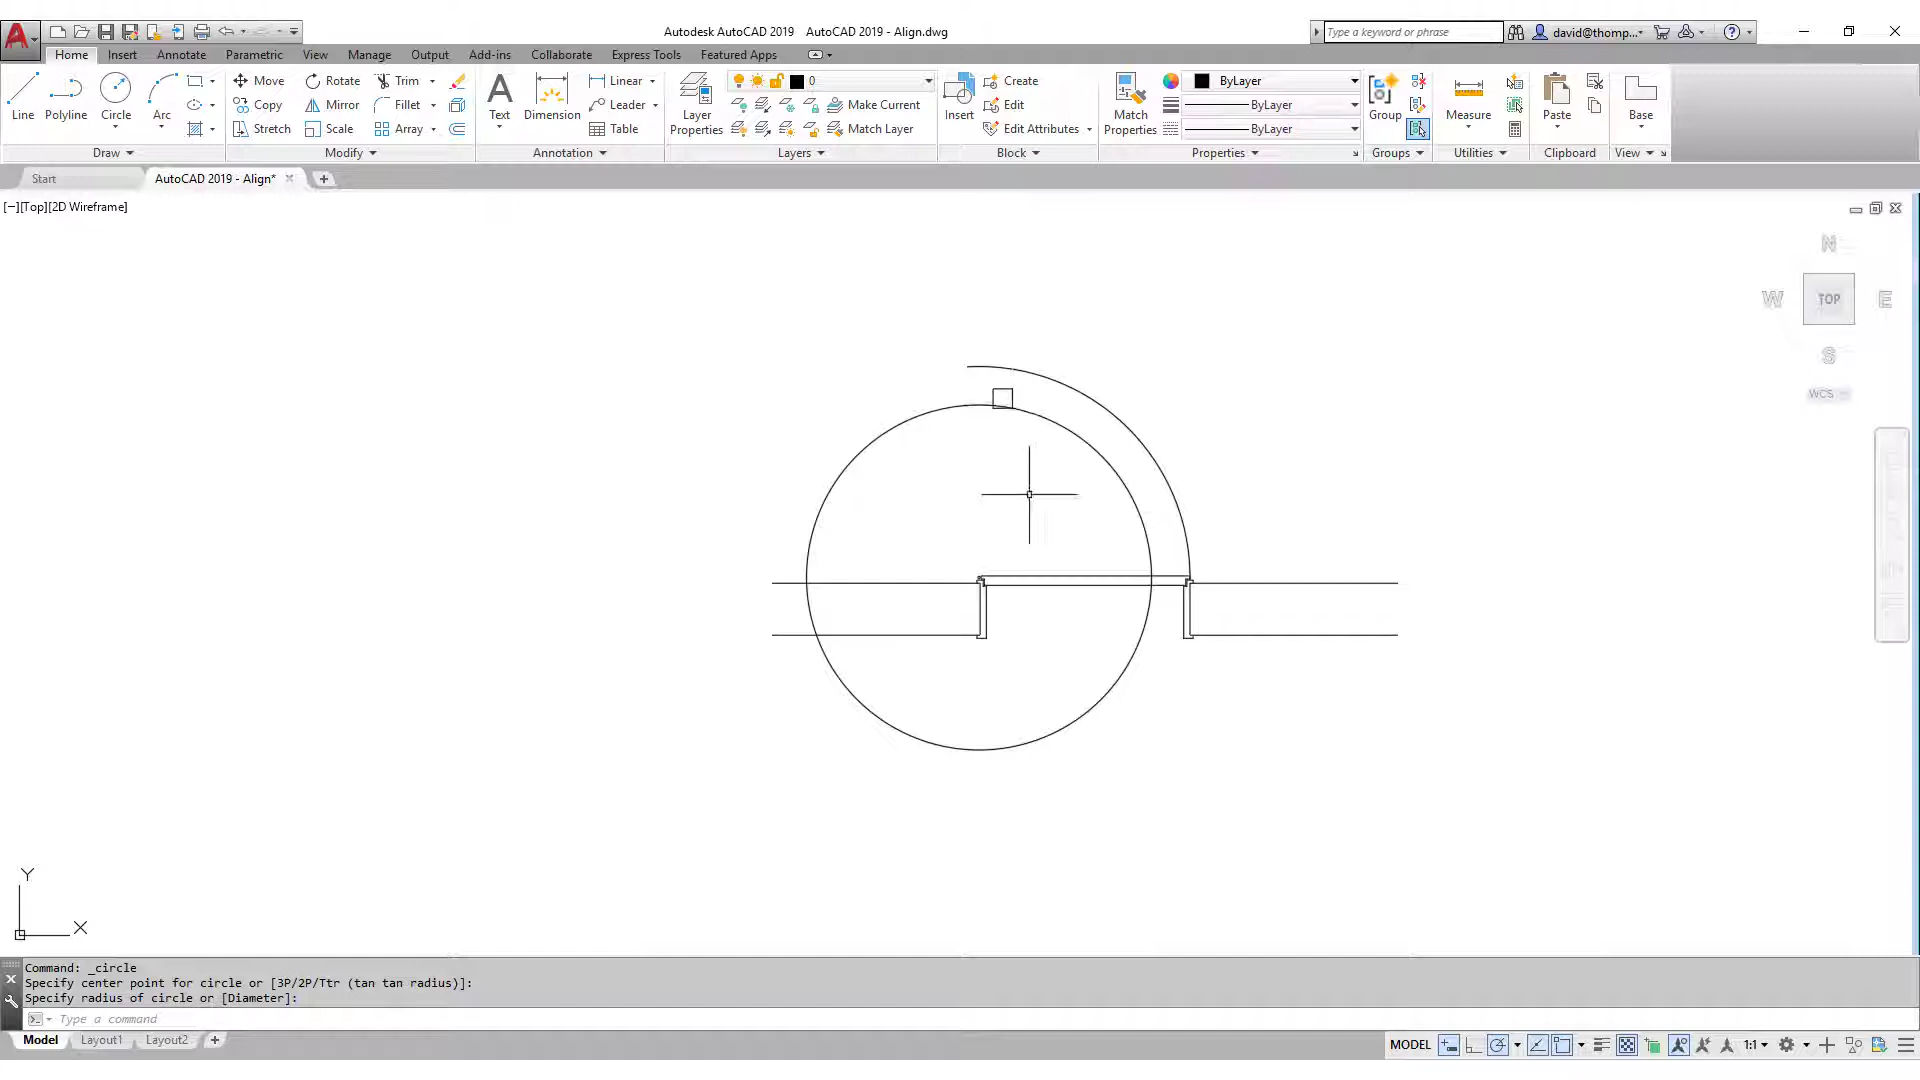 Autodesk AutoCAD 2019 AutoCAD 2019 - Align.dwg
Type a keyword or phrase
david@thomp...
Home Insert Annotate Parametric View Manage Output Add-ins Collaborate Express Tools Featured Apps
Line Polyline Circle Arc
Move Rotate Trim
Copy Mirror Fillet
Stretch Scale Array
Text Dimension
Linear
Leader
Table
Layer Properties
0
Make Current
Match Layer
Insert
Create
Edit
Edit Attributes
Match Properties
ByLayer
ByLayer
ByLayer
Group
Measure
Paste
Base
Draw Modify Annotation Layers Block Properties Groups Utilities Clipboard View
Start AutoCAD 2019 - Align*
[−][Top][2D Wireframe]
N
W TOP E
S
WCS
Y
X
Command: _circle
Specify center point for circle or [3P/2P/Ttr (tan tan radius)]:
Specify radius of circle or [Diameter]:
Type a command
Model Layout1 Layout2
MODEL
1:1